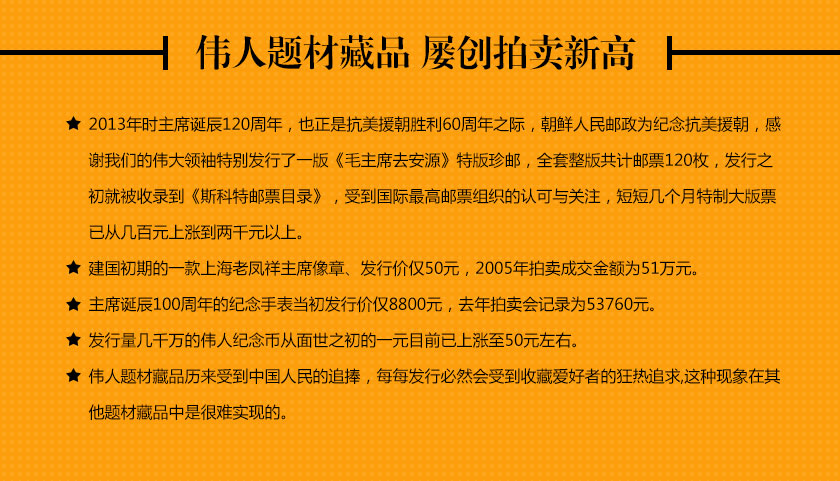 伟人题材藏品 屡创拍卖新高
★ 2013年时主席诞辰120周年，也正是抗美援朝胜利60周年之际，朝鲜人民邮政为纪念抗美援朝，感
谢我们的伟大领袖特别发行了一版《毛主席去安源》特版珍邮，全套整版共计邮票120枚，发行之
初就被收录到《斯科特邮票目录》，受到国际最高邮票组织的认可与关注，短短几个月特制大版票
已从几百元上涨到两千元以上。
★ 建国初期的一款上海老凤祥主席像章、发行价仅50元，2005年拍卖成交金额为51万元。
★ 主席诞辰100周年的纪念手表当初发行价仅8800元，去年拍卖会记录为53760元。
★ 发行量几千万的伟人纪念币从面世之初的一元目前已上涨至50元左右。
★ 伟人题材藏品历来受到中国人民的追捧，每每发行必然会受到收藏爱好者的狂热追求,这种现象在其
他题材藏品中是很难实现的。